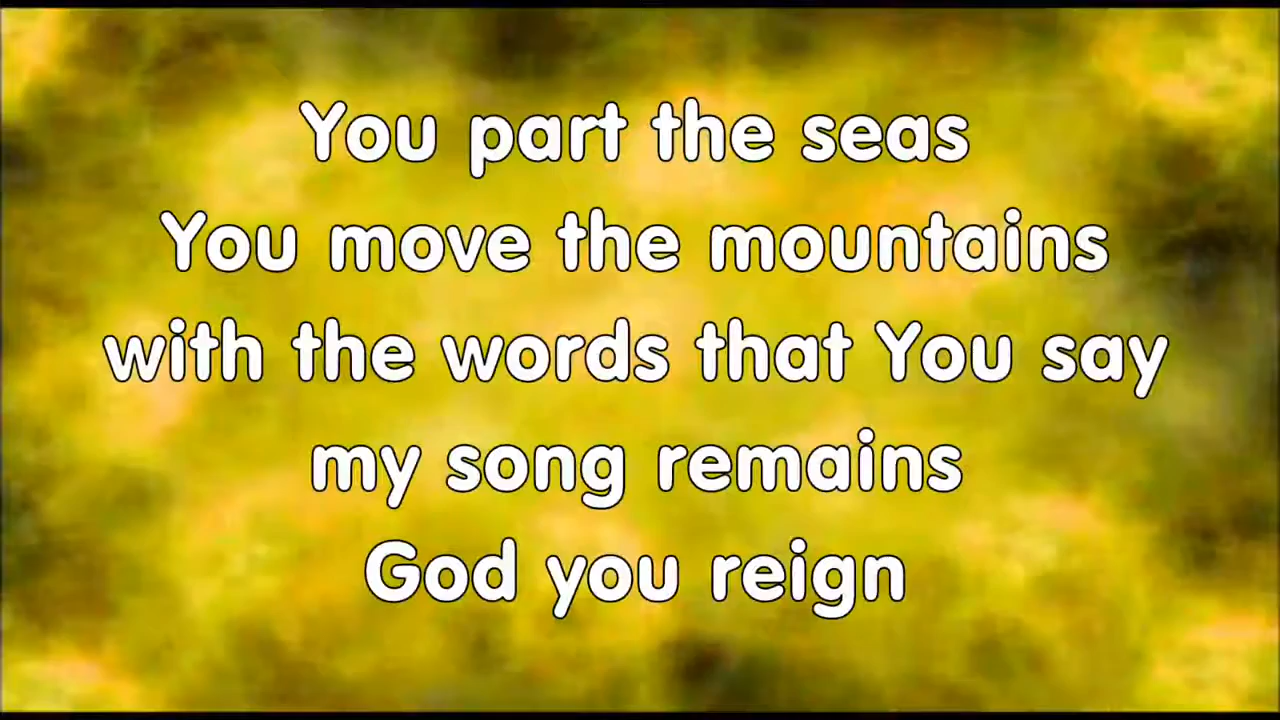 You part the seas
You move the mountains
with the words that You say
my song remains
God you reign